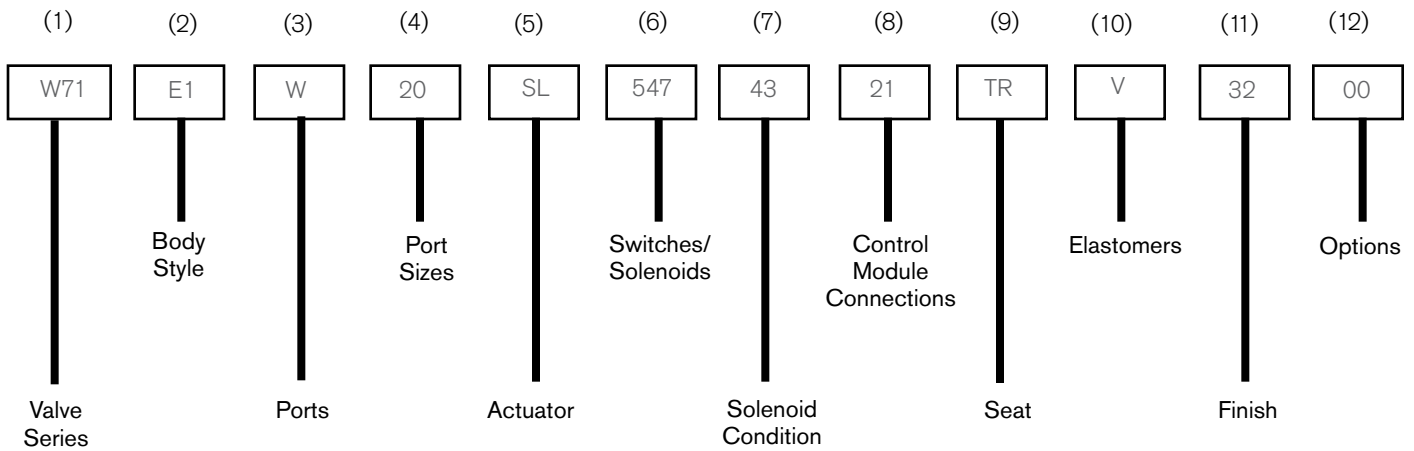 (1) (2) (3) (4) (5) (6) (7) (8) (9) (10) (11) (12)
W71 E1 W 20 SL 547 43 21 TR V 32 00
Body Style
Port Sizes
Switches/ Solenoids
Control Module Connections
Elastomers
Options
Valve Series
Ports
Actuator
Solenoid Condition
Seat
Finish